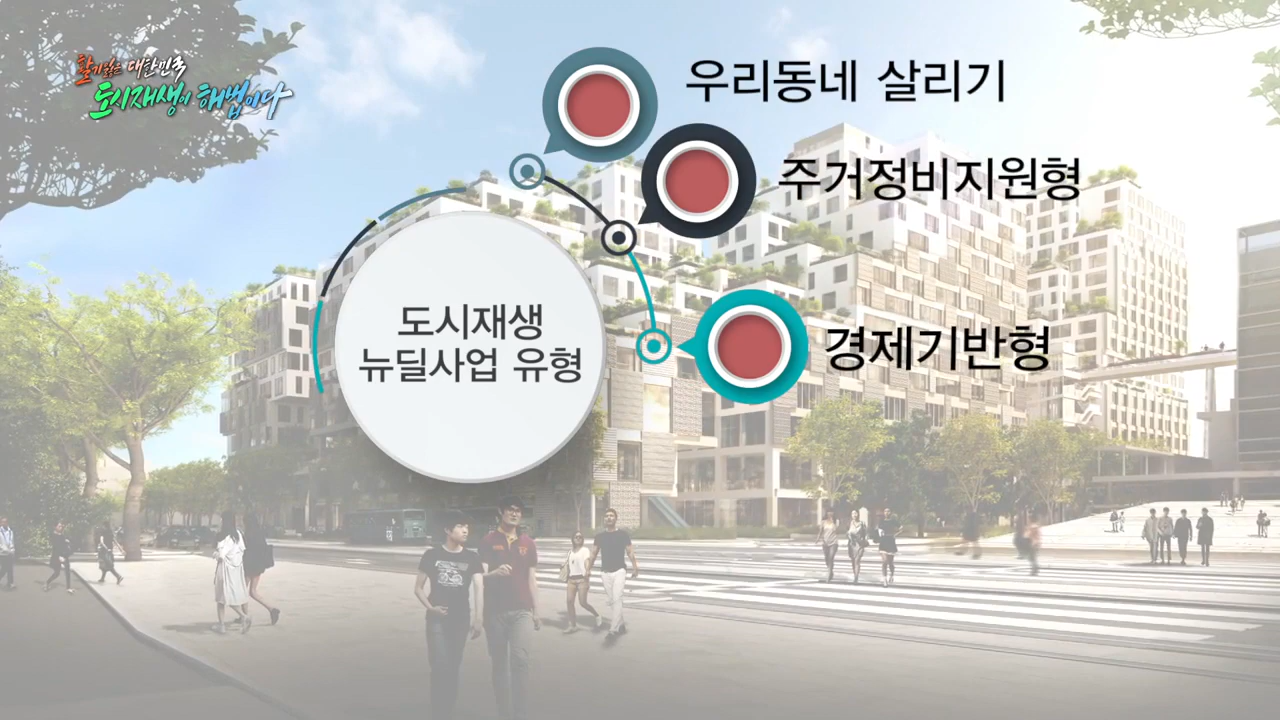 활기잃은 대한민국
도시재생이 해법이다
우리동네 살리기
주거정비지원형
경제기반형
도시재생
뉴딜사업 유형